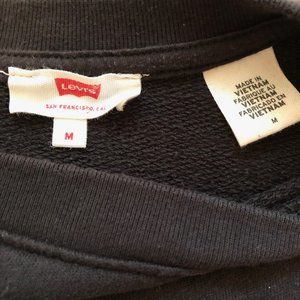 Levi's
SAN FRANCISCO, CAL
M
MADE IN
VIETNAM
FABRIQUÉ AU
VIETNAM
FABRICADO EN
VIETNAM
M